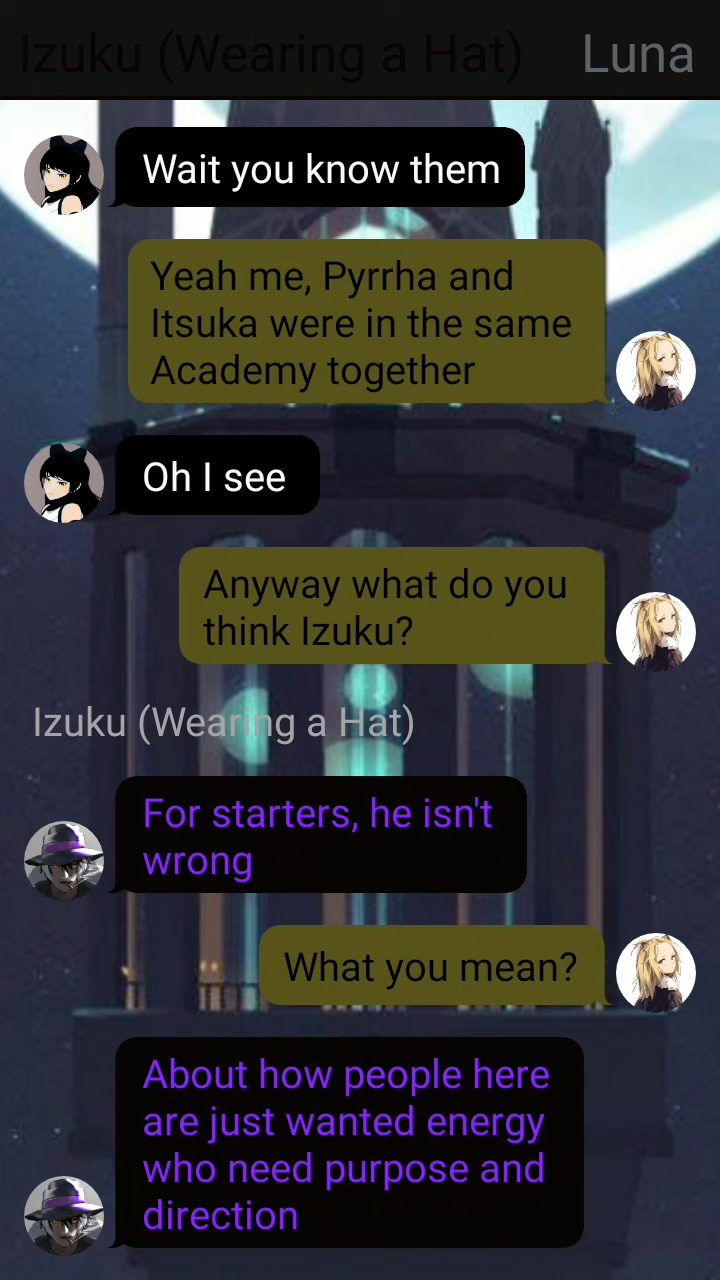 Izuku (Wearing a Hat) Luna
Wait you know them
Yeah me, Pyrrha and
Itsuka were in the same
Academy together
Oh I see
Anyway what do you
think Izuku?
Izuku (Wearing a Hat)
For starters, he isn't
wrong
What you mean?
About how people here
are just wanted energy
who need purpose and
direction